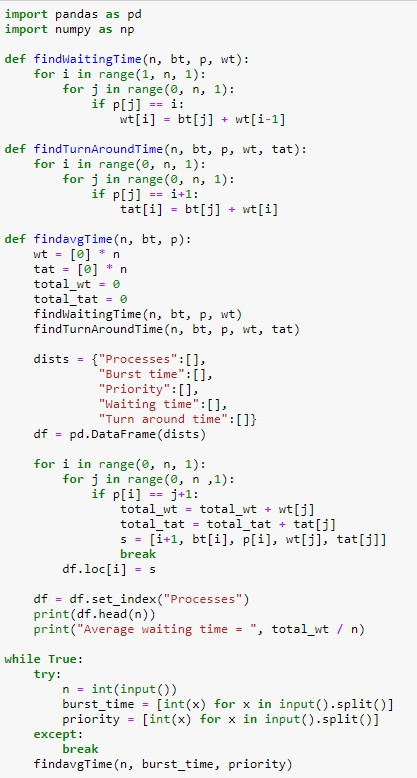 import pandas as pd
import numpy as np

def findWaitingTime(n, bt, p, wt):
    for i in range(1, n, 1):
        for j in range(0, n, 1):
            if p[j] == i:
                wt[i] = bt[j] + wt[i-1]

def findTurnAroundTime(n, bt, p, wt, tat):
    for i in range(0, n, 1):
        for j in range(0, n, 1):
            if p[j] == i+1:
                tat[i] = bt[j] + wt[i]

def findavgTime(n, bt, p):
    wt = [0] * n
    tat = [0] * n
    total_wt = 0
    total_tat = 0
    findWaitingTime(n, bt, p, wt)
    findTurnAroundTime(n, bt, p, wt, tat)

    dists = {"Processes":[],
             "Burst time":[],
             "Priority":[],
             "Waiting time":[],
             "Turn around time":[]}
    df = pd.DataFrame(dists)

    for i in range(0, n, 1):
        for j in range(0, n ,1):
            if p[i] == j+1:
                total_wt = total_wt + wt[j]
                total_tat = total_tat + tat[j]
                s = [i+1, bt[i], p[i], wt[j], tat[j]]
                break
        df.loc[i] = s

    df = df.set_index("Processes")
    print(df.head(n))
    print("Average waiting time = ", total_wt / n)

while True:
    try:
        n = int(input())
        burst_time = [int(x) for x in input().split()]
        priority = [int(x) for x in input().split()]
    except:
        break
    findavgTime(n, burst_time, priority)